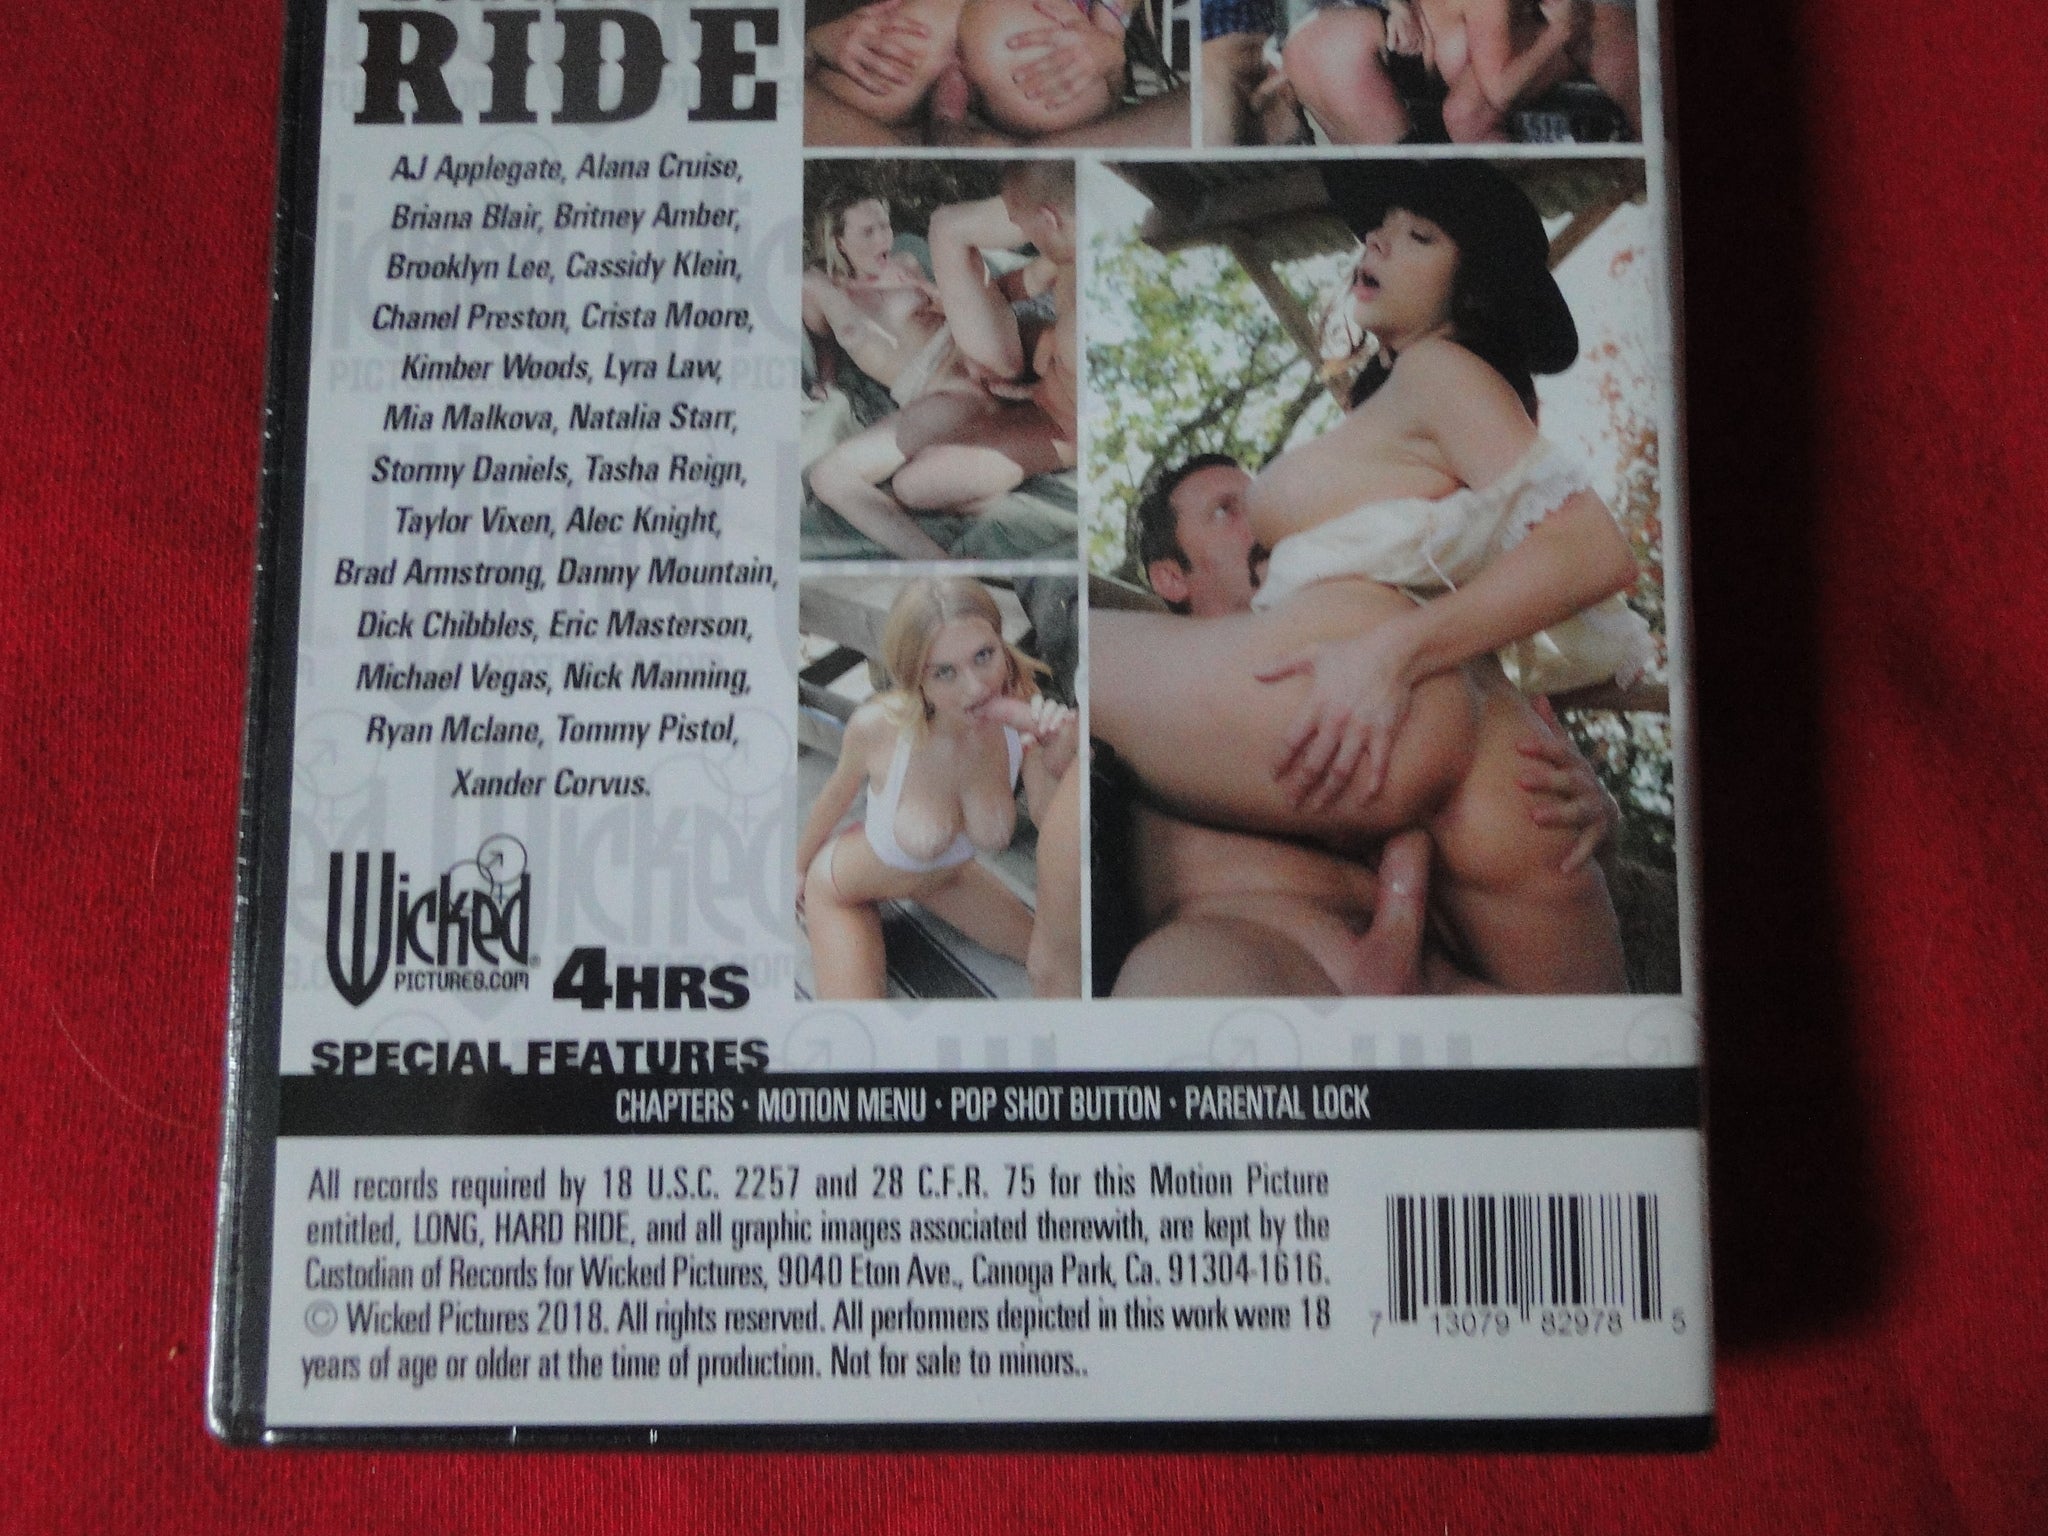 RIDE
AJ Applegate, Alana Cruise,
Briana Blair, Britney Amber,
Brooklyn Lee, Cassidy Klein,
Chanel Preston, Crista Moore,
Kimber Woods, Lyra Law,
Mia Malkova, Natalia Starr,
Stormy Daniels, Tasha Reign,
Taylor Vixen, Alec Knight,
Brad Armstrong, Danny Mountain,
Dick Chibbles, Eric Masterson,
Michael Vegas, Nick Manning,
Ryan Mclane, Tommy Pistol,
Xander Corvus.
Wicked®
PICTURES.COM
4HRS
SPECIAL FEATURES
CHAPTERS • MOTION MENU • POP SHOT BUTTON • PARENTAL LOCK
All records required by 18 U.S.C. 2257 and 28 C.F.R. 75 for this Motion Picture
entitled, LONG, HARD RIDE, and all graphic images associated therewith, are kept by the
Custodian of Records for Wicked Pictures, 9040 Eton Ave., Canoga Park, Ca. 91304-1616.
© Wicked Pictures 2018. All rights reserved. All performers depicted in this work were 18
years of age or older at the time of production. Not for sale to minors..
7 13079 82978 5